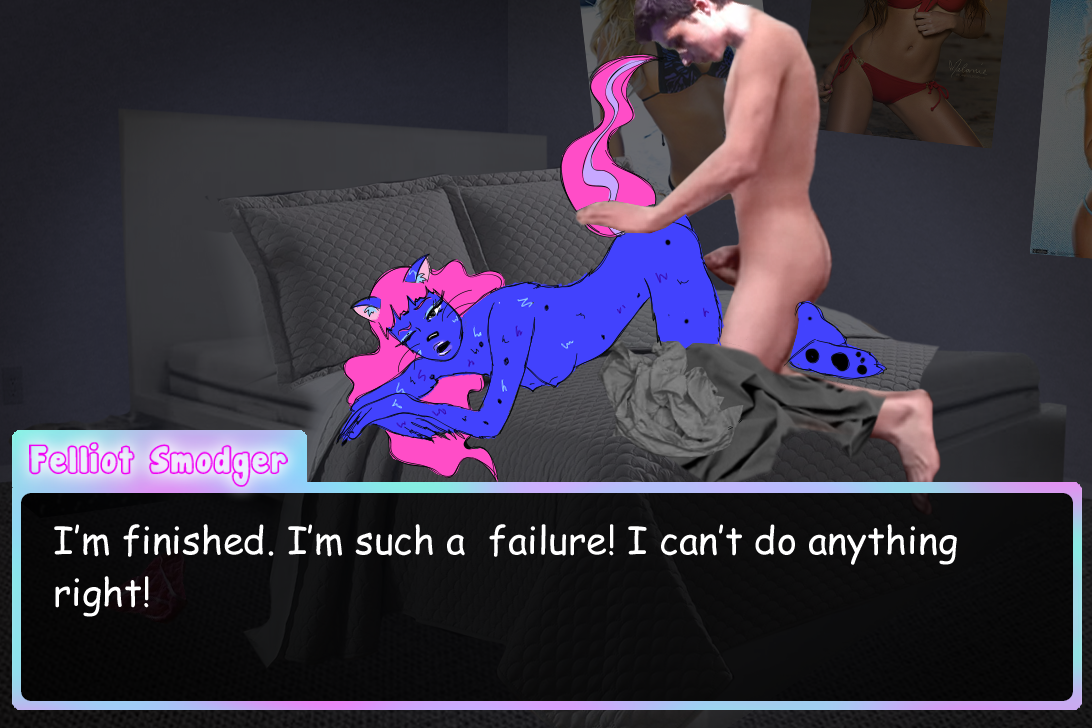 Felliot Smodger
I'm finished. I'm such a  failure! I can't do anything
right!